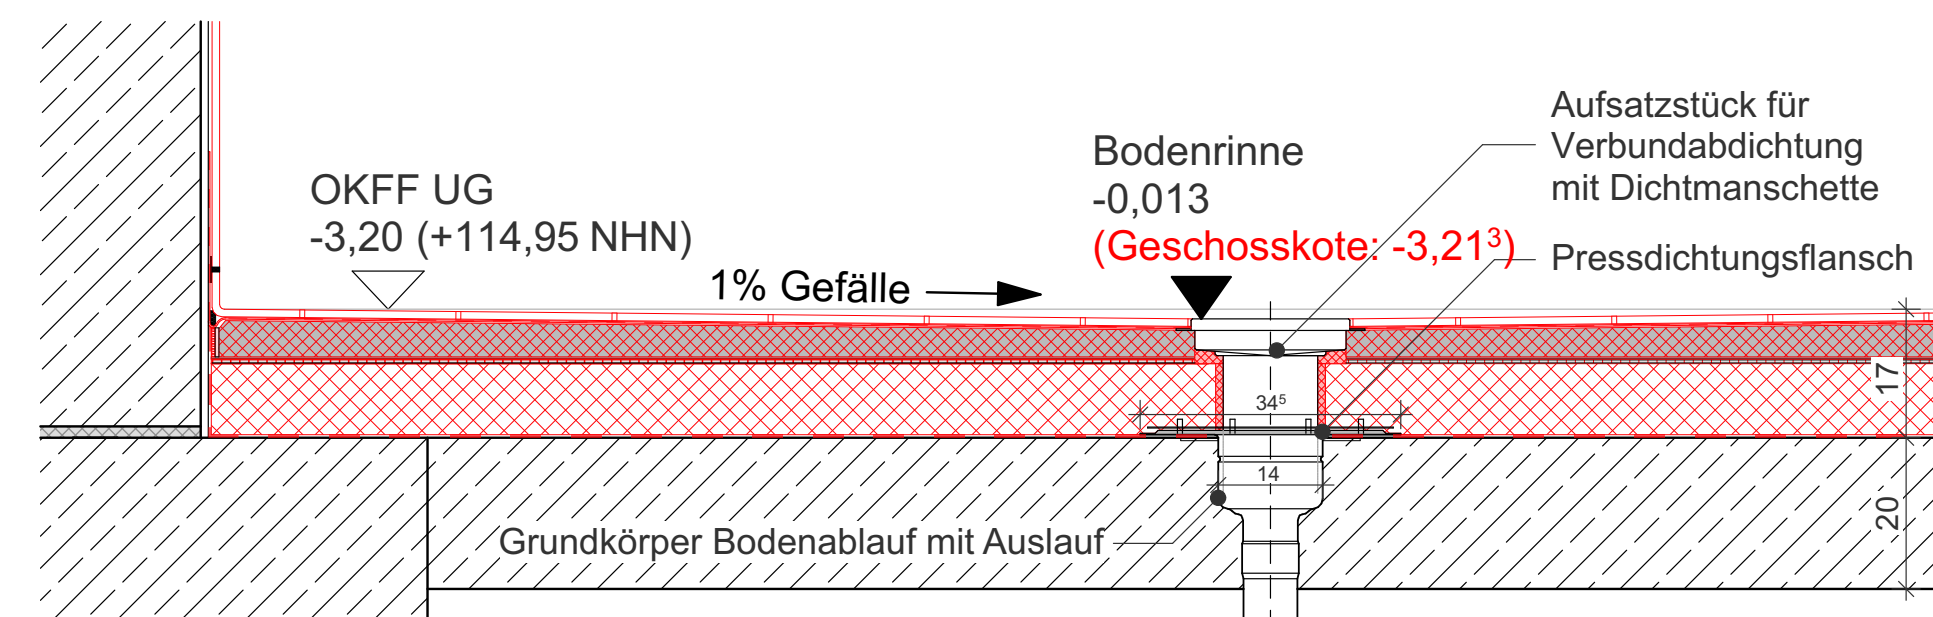 Aufsatzstück für
Verbundabdichtung
mit Dichtmanschette
Bodenrinne
-0,013
(Geschosskote: -3,21³)
OKFF UG
-3,20 (+114,95 NHN)
Pressdichtungsflansch
1% Gefälle
17
34⁵
14
20
Grundkörper Bodenablauf mit Auslauf